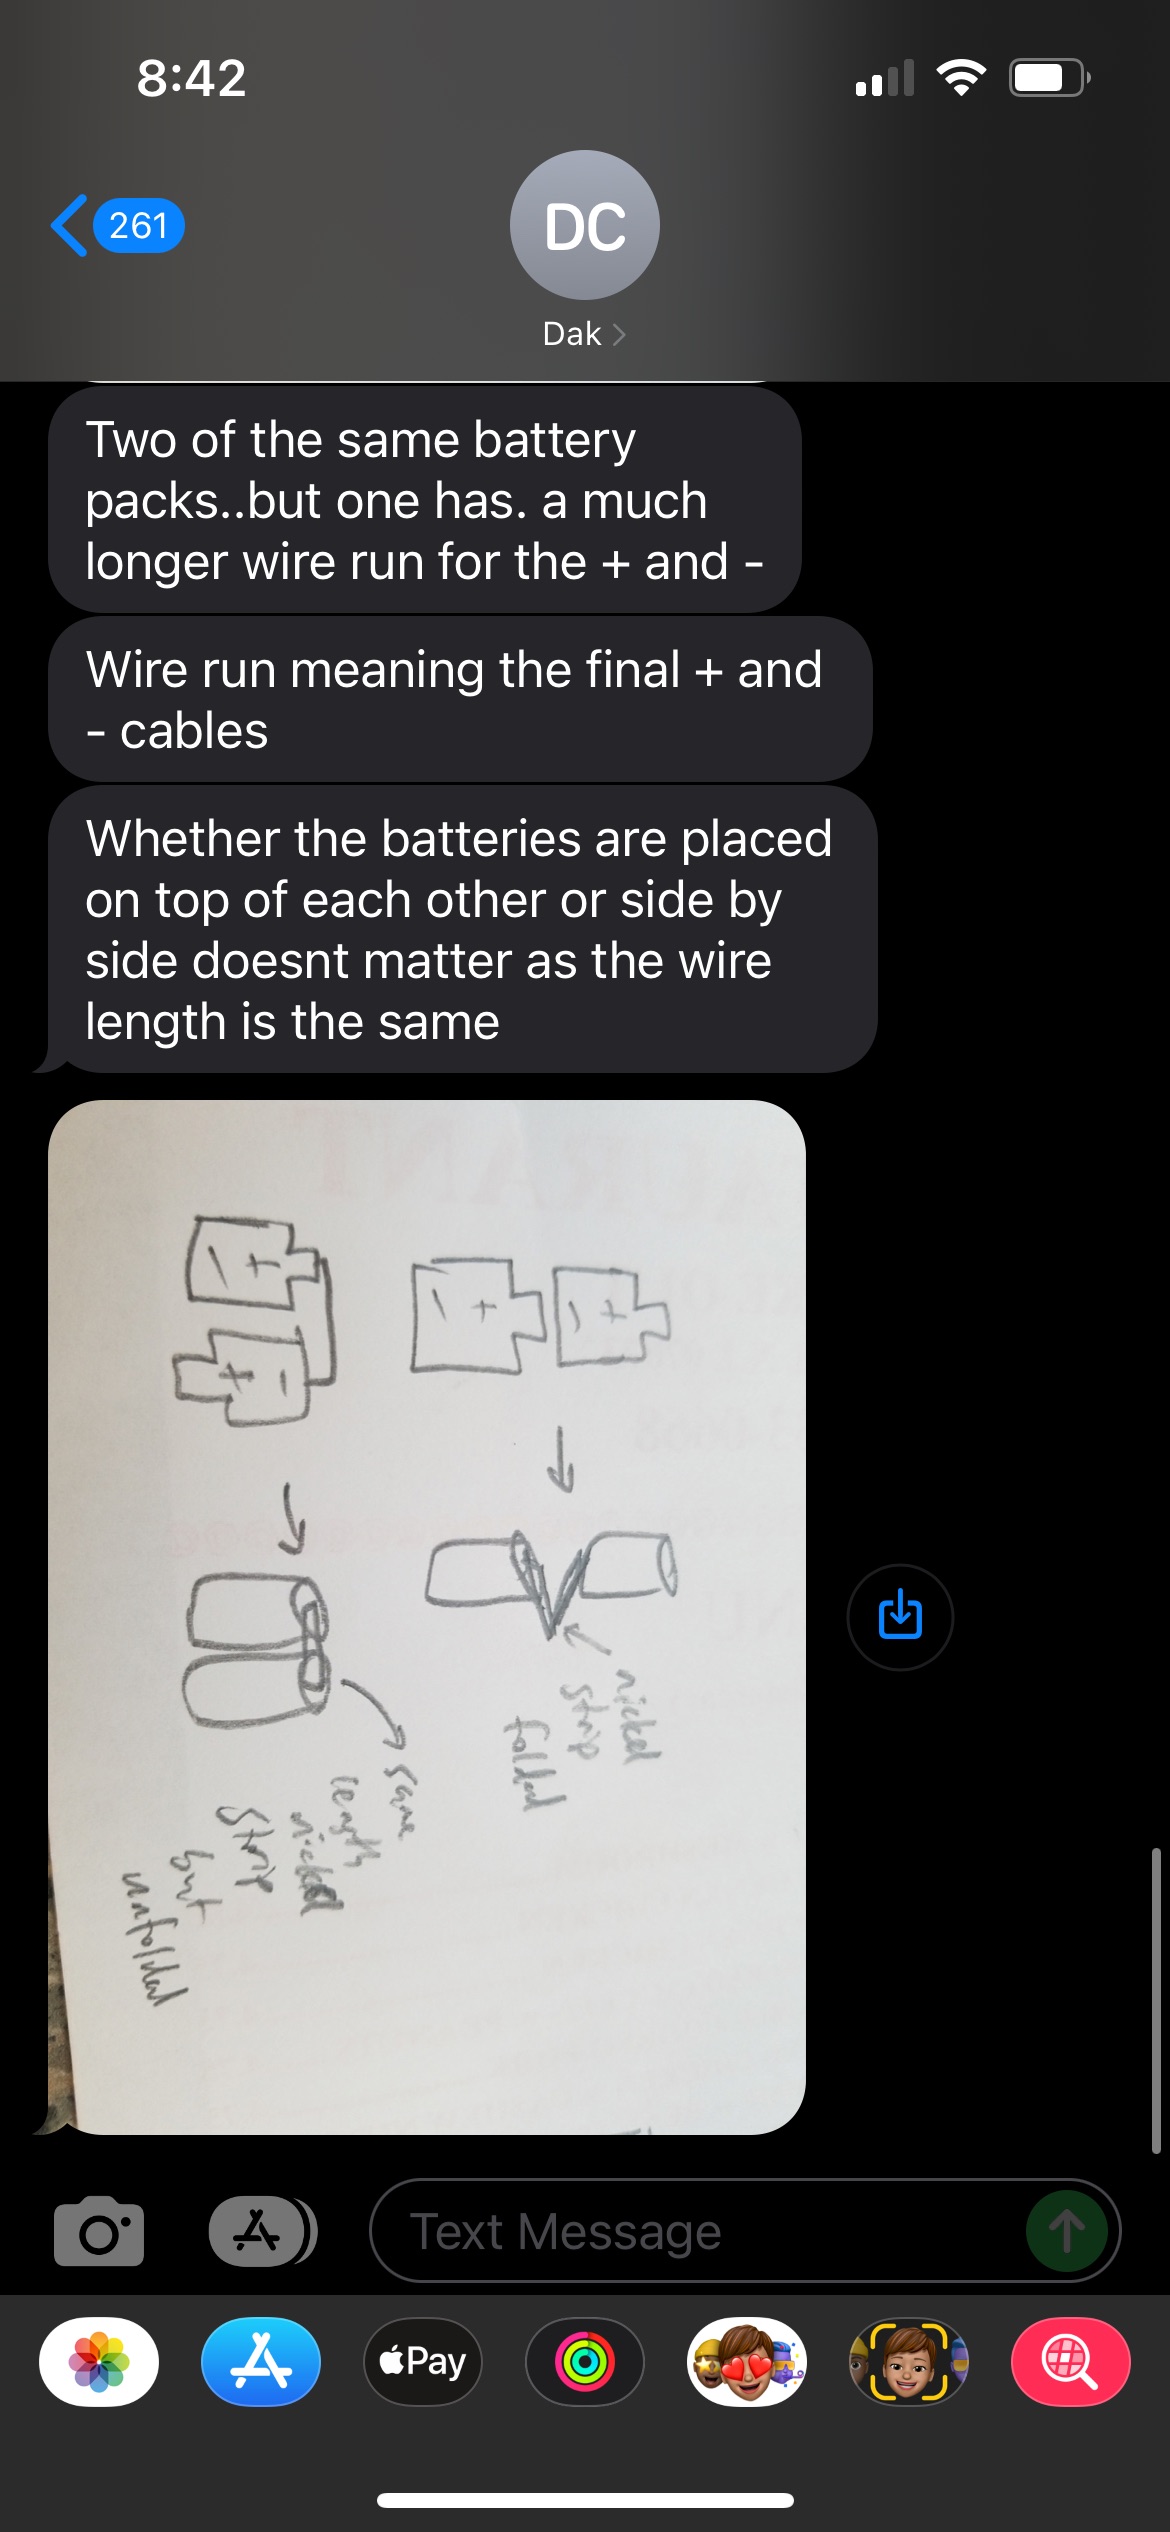 8:42
261
DC
Dak
Two of the same battery
packs..but one has. a much
longer wire run for the + and -
Wire run meaning the final + and
- cables
Whether the batteries are placed
on top of each other or side by
side doesnt matter as the wire
length is the same
- +
- +
- +
+ -
nickel
strip
folded
same
length
nickel
strip
but
unfolded
Text Message
Pay